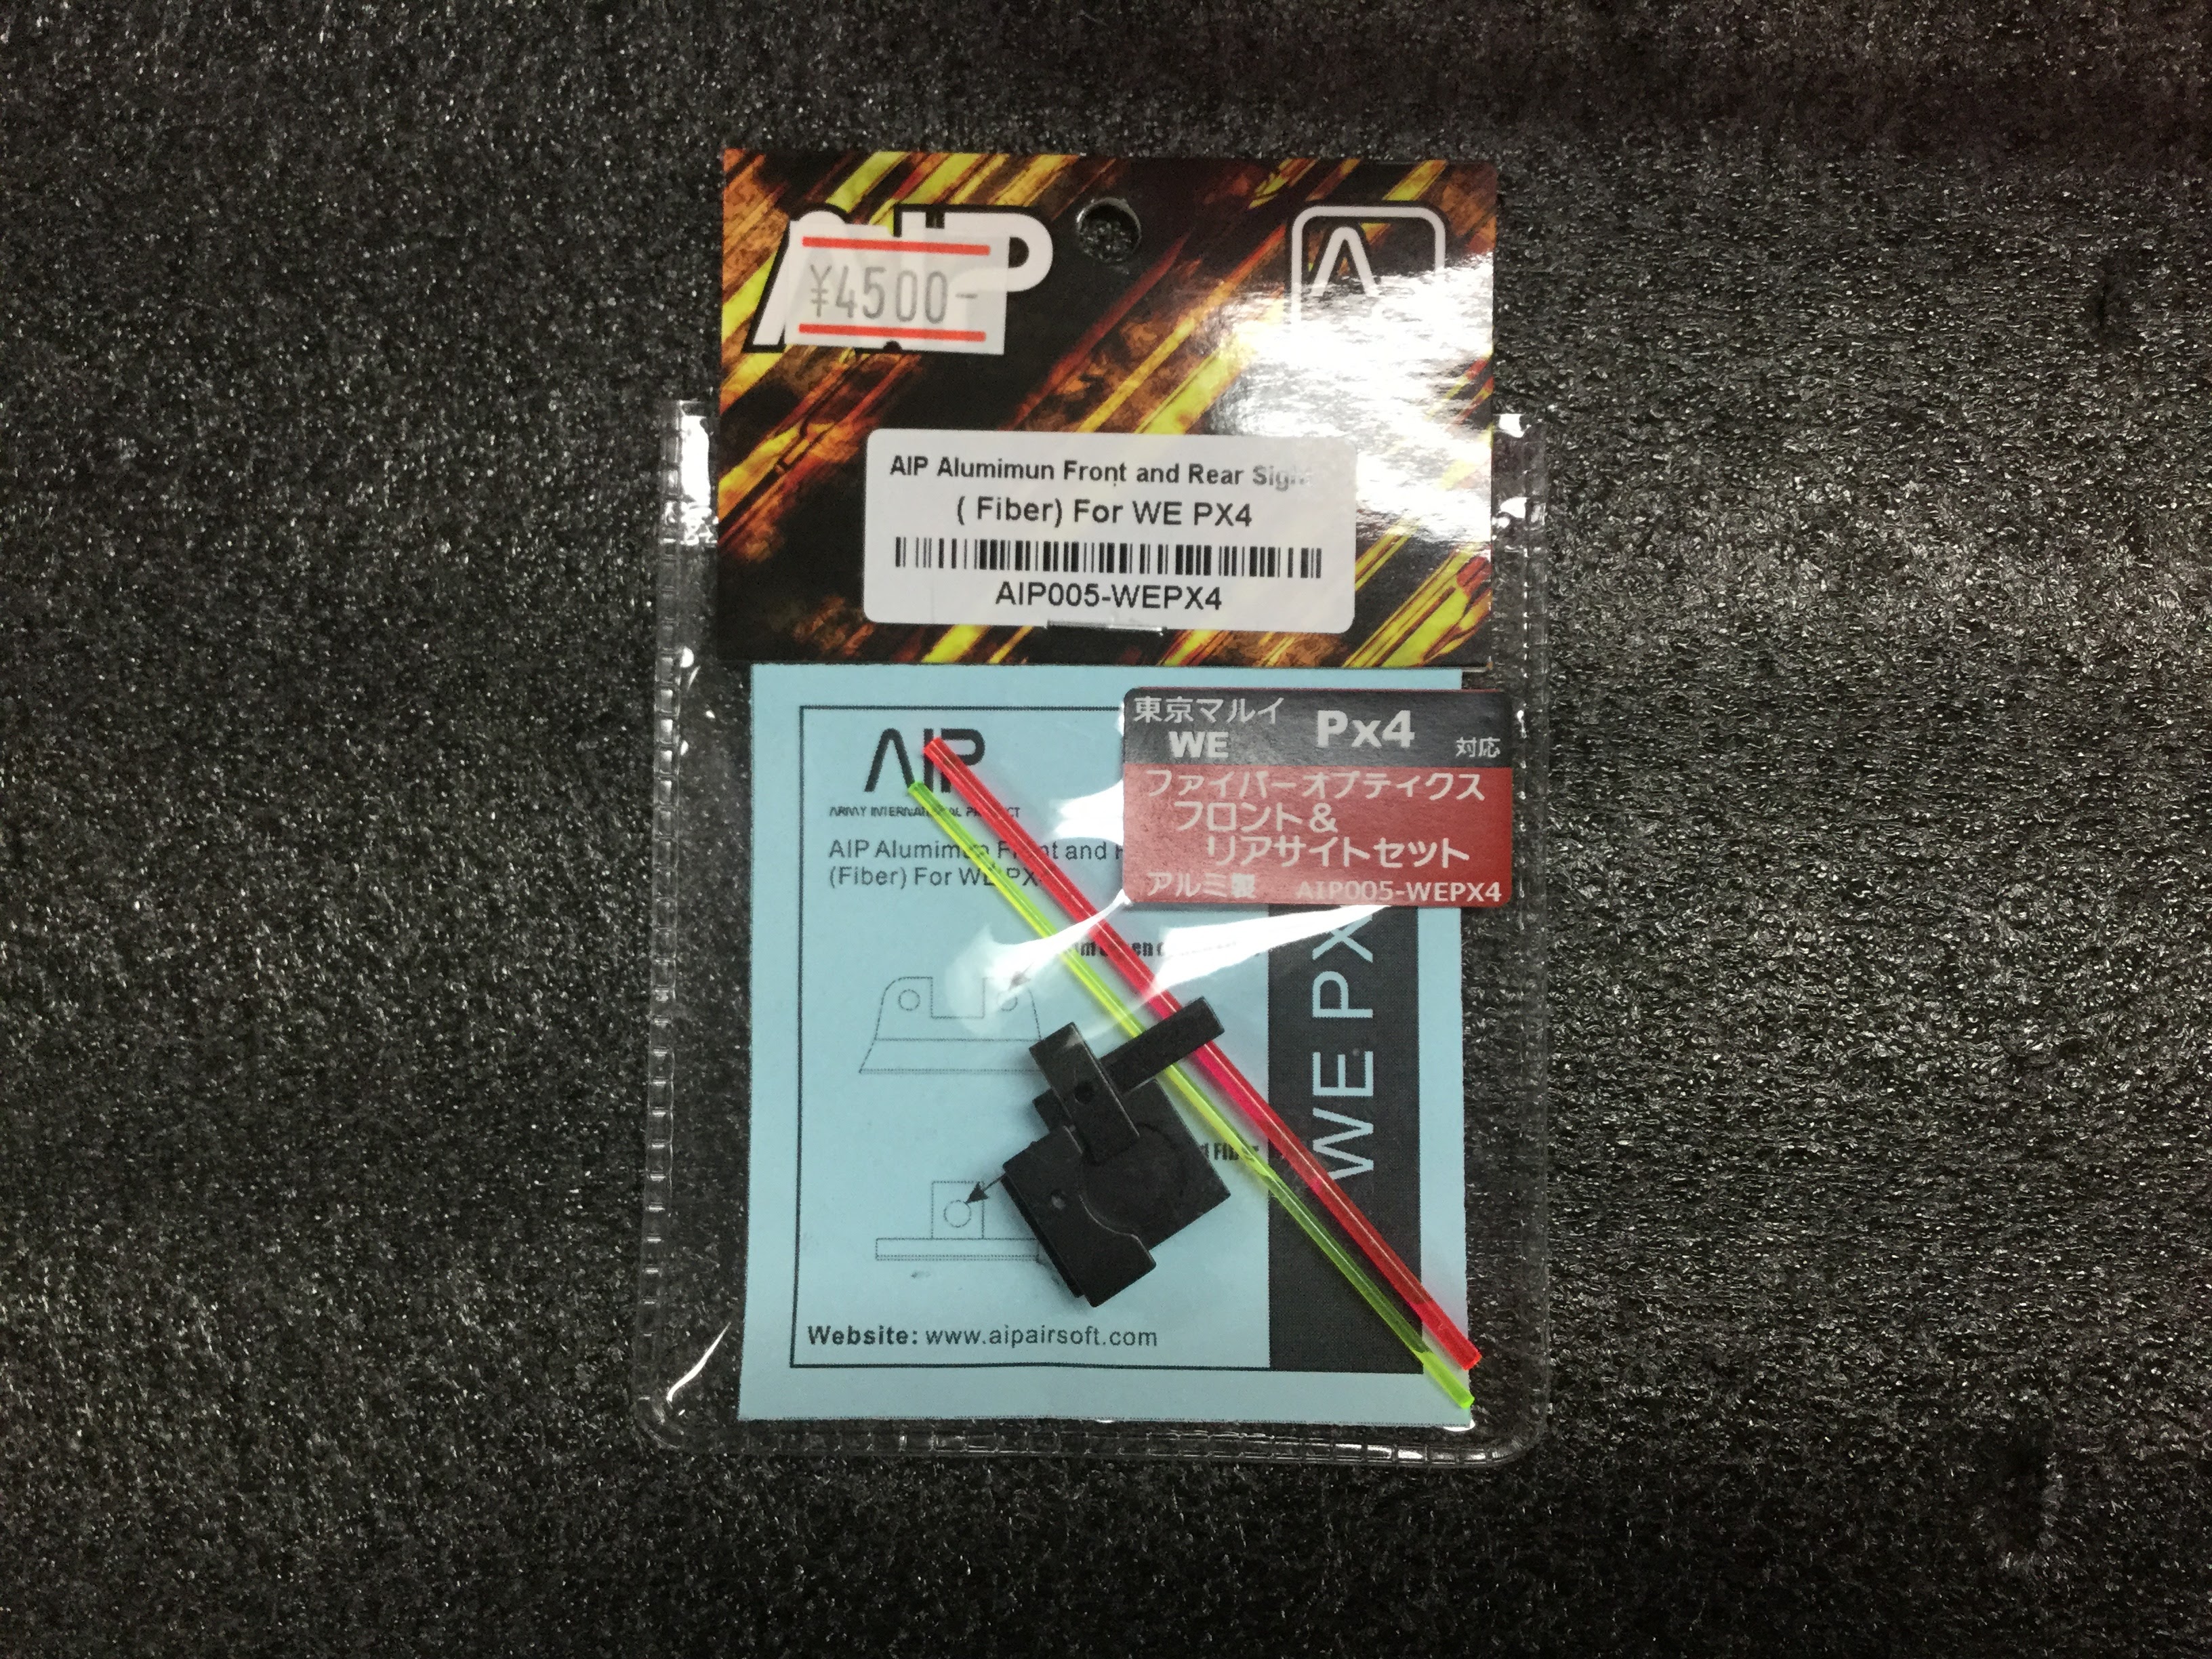 AIP
¥4500-
A
AIP Alumimun Front and Rear Sight
( Fiber) For WE PX4
AIP005-WEPX4
東京マルイ
WE
Px4
対応
ファイバーオプティクス
フロント&
リアサイトセット
アルミ製 AIP005-WEPX4
AIP
ARMY INTERNATIONAL PRODUCT
AIP Alumimun Front and
(Fiber) For WE PX
Fiber
WE PX
Website: www.aipairsoft.com